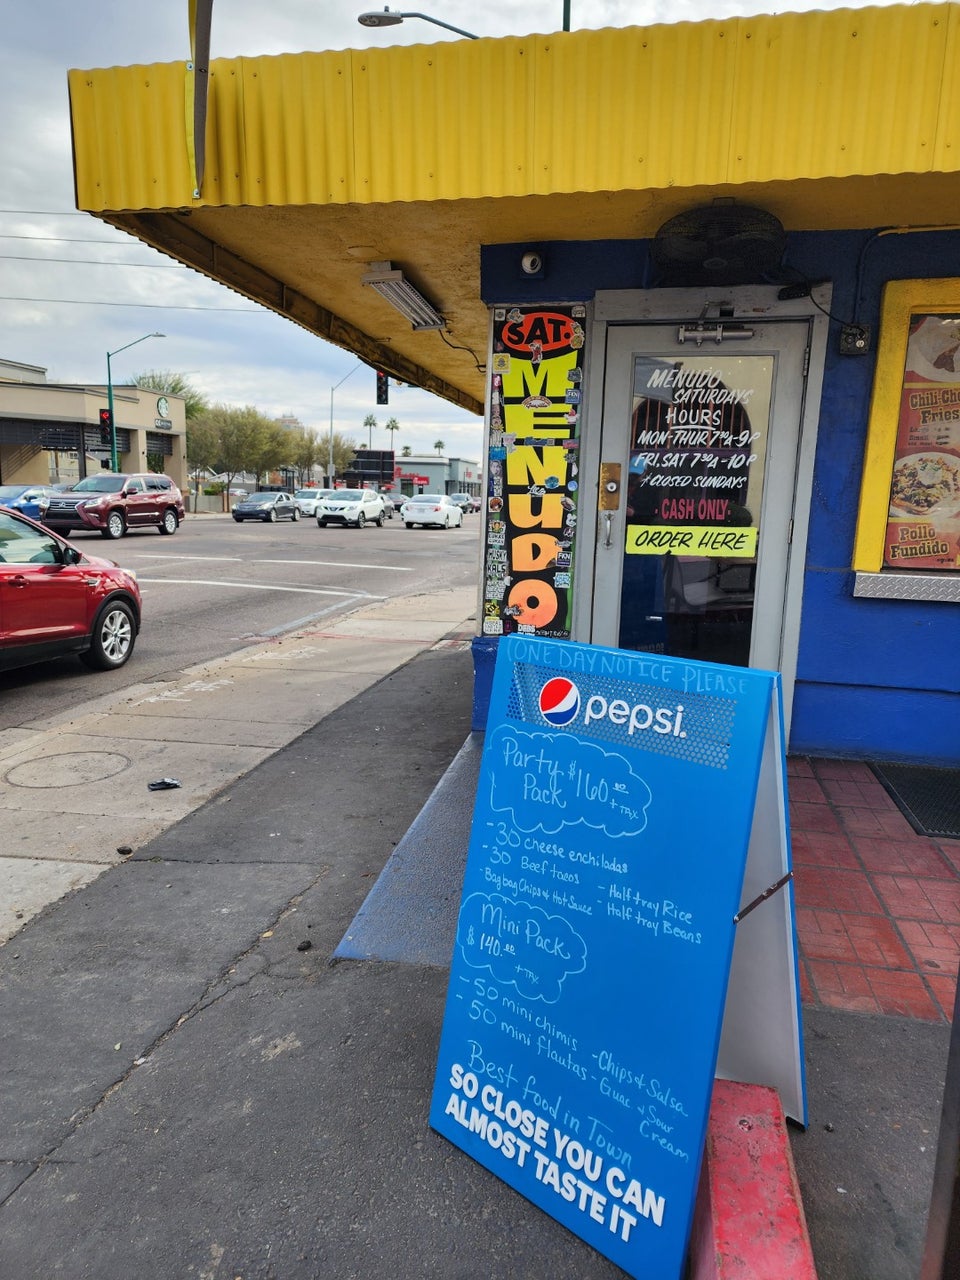 SAT.
MENUDO
MENUDO
SATURDAYS
HOURS
MON-THUR 7³⁰A-9P
FRI, SAT 7³⁰A-10P
CLOSED SUNDAYS
CASH ONLY
ORDER HERE
Chili-Che
Fries
Pollo
Fundido
(ONE DAY NOTICE PLEASE
pepsi.
Party $160.⁰⁰
Pack + TAX
- 30 cheese enchiladas
- 30 Beef tacos
- Bag bag Chips & Hot Sauce
- Half tray Rice
- Half tray Beans
Mini Pack
$ 140.⁰⁰
+ TAX
- 50 mini chimis
- 50 mini flautas
- Chips & Salsa
- Guac & Sour
Cream
Best food in Town
SO CLOSE YOU CAN
ALMOST TASTE IT